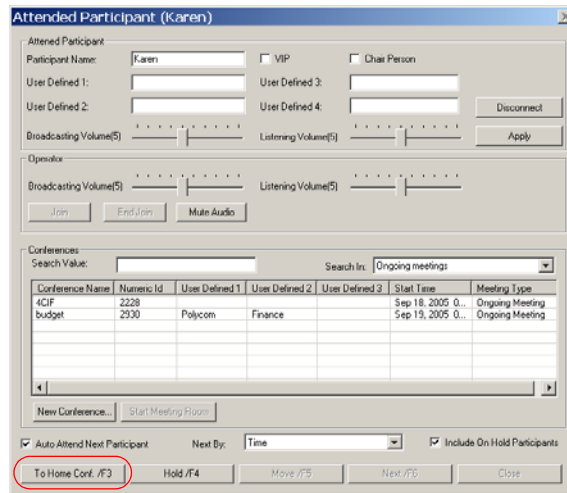 Attended Participant (Karen)
Attened Participant
Participant Name: Karen VIP Chair Person
User Defined 1: User Defined 3:
User Defined 2: User Defined 4: Disconnect
Broadcasting Volume(5) Listening Volume(5) Apply
Operator
Broadcasting Volume(5) Listening Volume(5)
Join End Join Mute Audio
Conferences
Search Value: Search In: Ongoing meetings
Conference Name Numeric Id User Defined 1 User Defined 2 User Defined 3 Start Time Meeting Type
4CIF 2228 Sep 18, 2005 0... Ongoing Meeting
budget 2930 Polycom Finance Sep 19, 2005 0... Ongoing Meeting
New Conference... Start Meeting Room
Auto Attend Next Participant Next By: Time Include On Hold Participants
To Home Conf. /F3 Hold /F4 Move /F5 Next /F6 Close